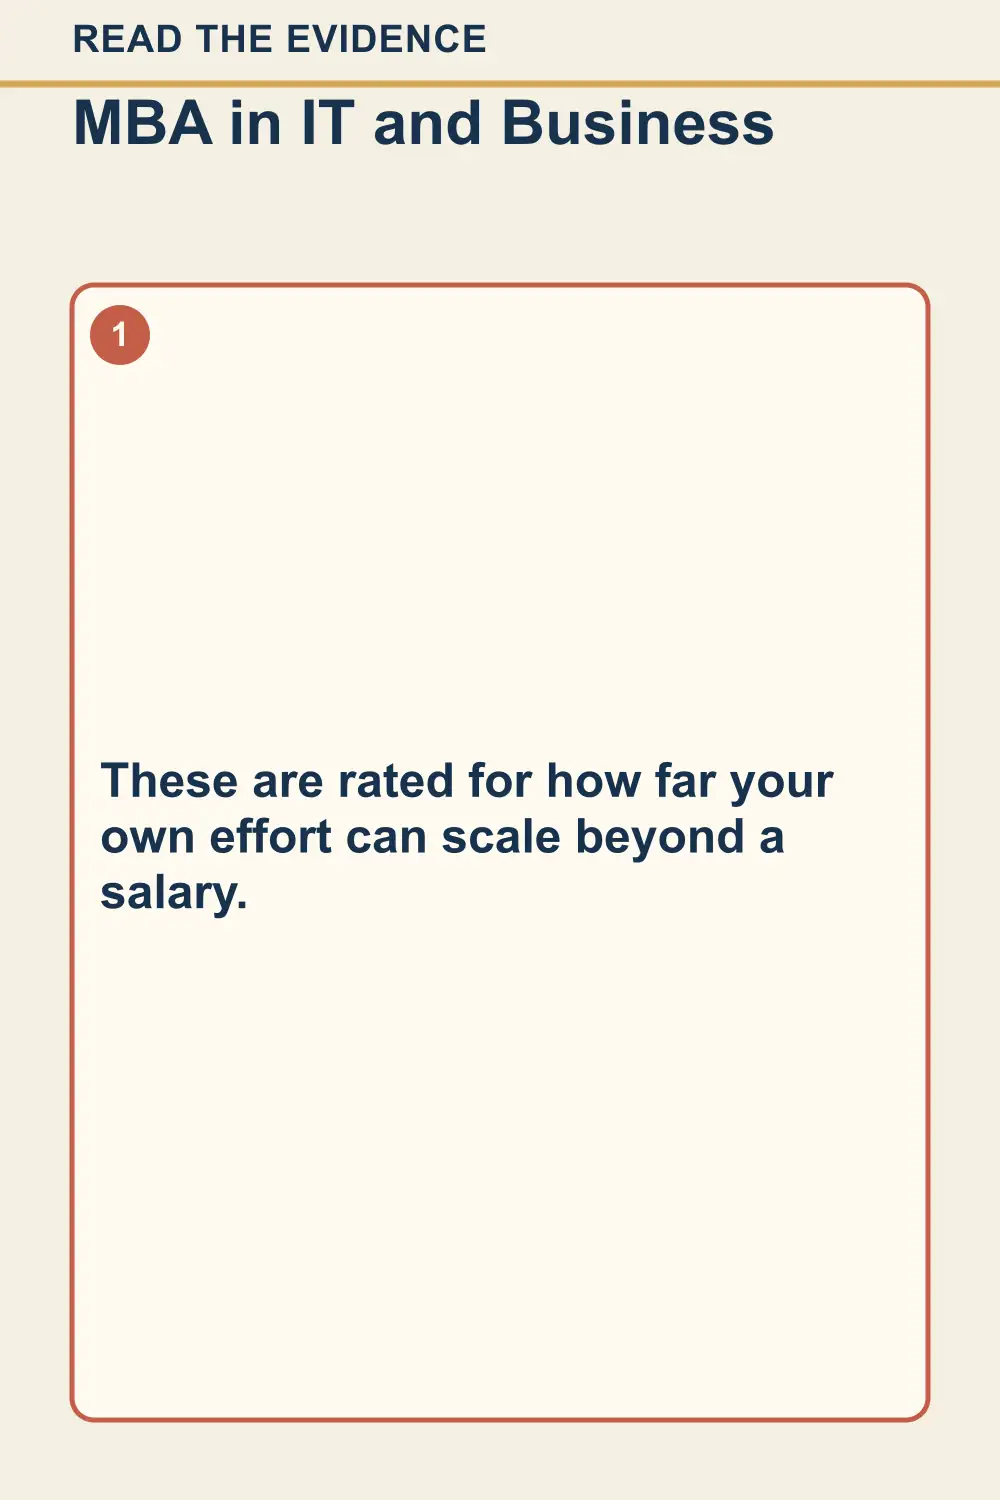 READ THE EVIDENCE
MBA in IT and Business
1
These are rated for how far your
own effort can scale beyond a
salary.